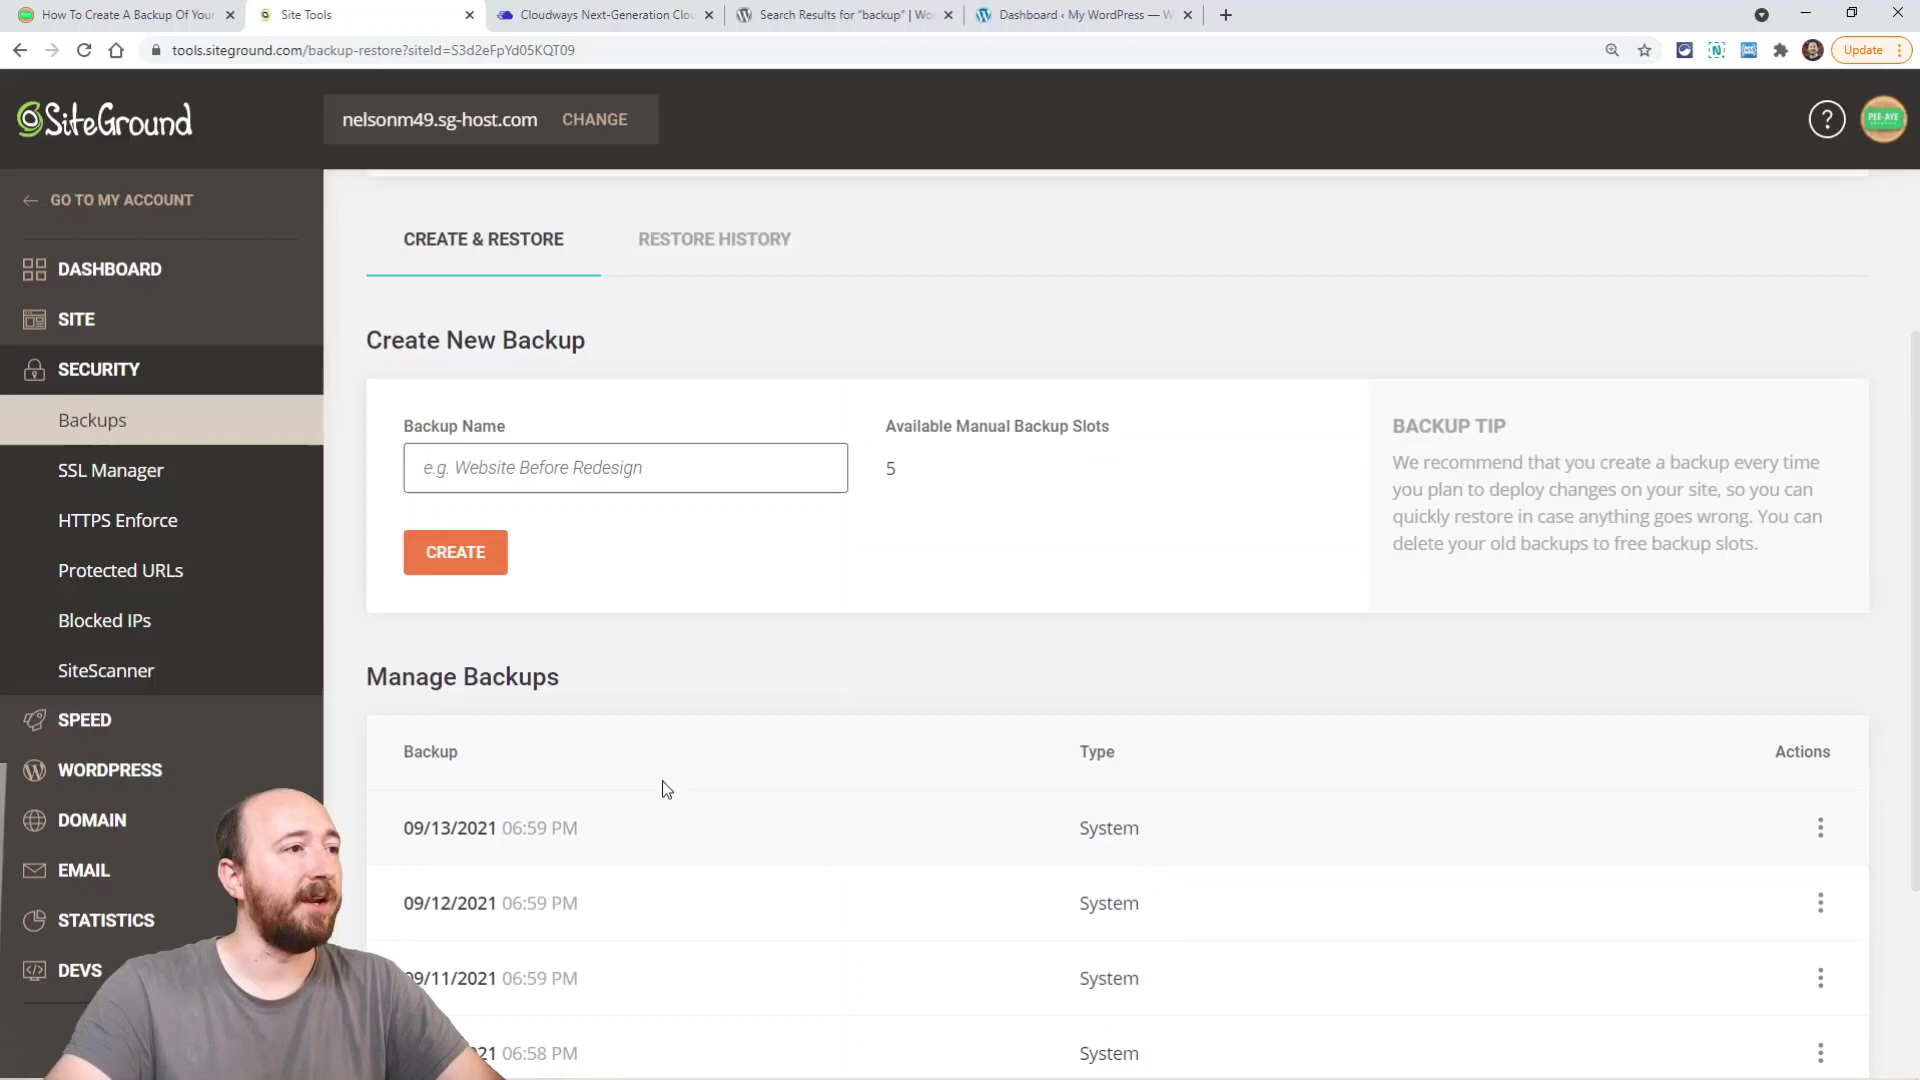 How To Create A Backup Of Your
Site Tools
Cloudways Next-Generation Clou
Search Results for "backup" | Wo
Dashboard ‹ My WordPress — W
tools.siteground.com/backup-restore?siteId=S3d2eFpYd05KQT09
Update
SiteGround
nelsonm49.sg-host.com
CHANGE
?
PEE-AYE
GO TO MY ACCOUNT
DASHBOARD
SITE
SECURITY
Backups
SSL Manager
HTTPS Enforce
Protected URLs
Blocked IPs
SiteScanner
SPEED
WORDPRESS
DOMAIN
EMAIL
STATISTICS
DEVS
CREATE & RESTORE
RESTORE HISTORY
Create New Backup
Backup Name
e.g. Website Before Redesign
CREATE
Available Manual Backup Slots
5
BACKUP TIP
We recommend that you create a backup every time
you plan to deploy changes on your site, so you can
quickly restore in case anything goes wrong. You can
delete your old backups to free backup slots.
Manage Backups
Backup Type Actions
09/13/2021 06:59 PM System
09/12/2021 06:59 PM System
09/11/2021 06:59 PM System
21 06:58 PM System